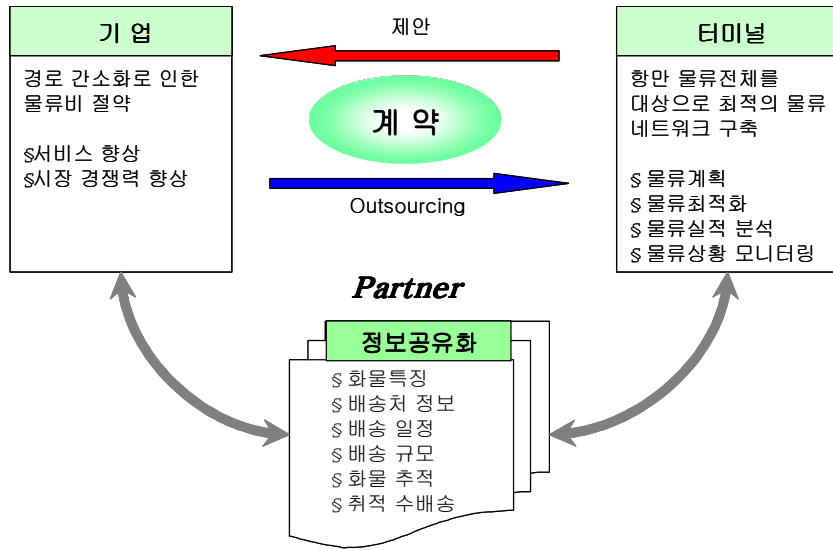 기 업
경로 간소화로 인한
물류비 절약
§서비스 향상
§시장 경쟁력 향상
제안
계 약
Outsourcing
터미널
항만 물류전체를
대상으로 최적의 물류
네트워크 구축
§ 물류계획
§ 물류최적화
§ 물류실적 분석
§ 물류상황 모니터링
Partner
정보공유화
§ 화물특징
§ 배송처 정보
§ 배송 일정
§ 배송 규모
§ 화물 추적
§ 취적 수배송